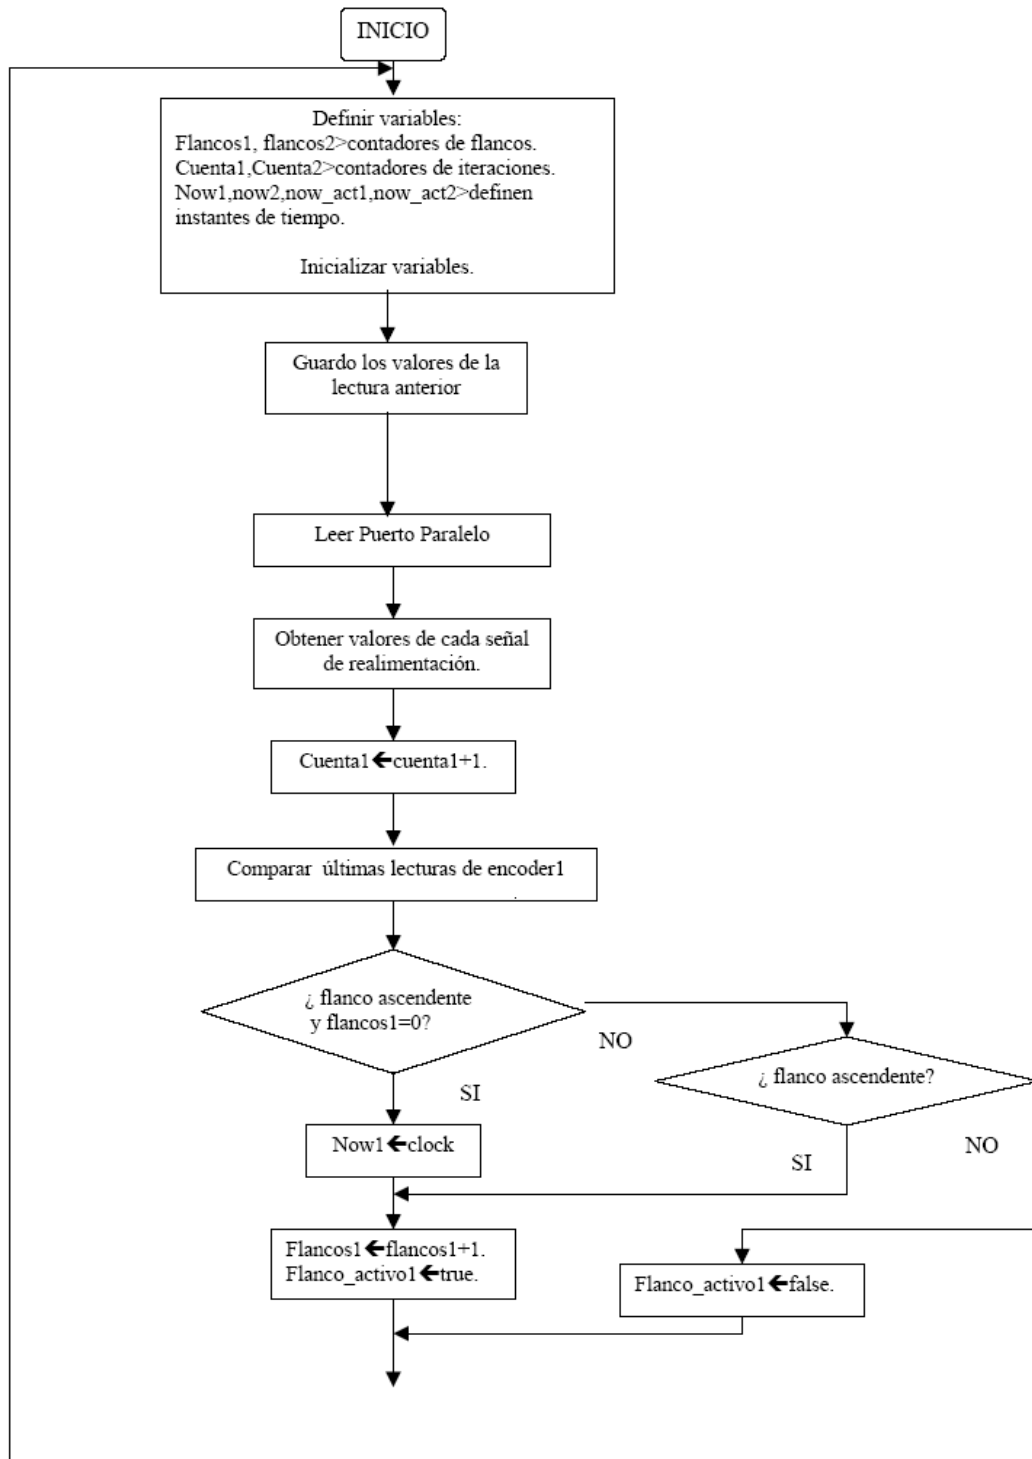 INICIO
Definir variables:
Flancos1, flancos2>contadores de flancos.
Cuenta1,Cuenta2>contadores de iteraciones.
Now1,now2,now_act1,now_act2>definen
instantes de tiempo.
Inicializar variables.
Guardo los valores de la
lectura anterior
Leer Puerto Paralelo
Obtener valores de cada señal
de realimentación.
Cuenta1🡸cuenta1+1.
Comparar últimas lecturas de encoder1
¿ flanco ascendente
y flancos1=0?
NO
¿ flanco ascendente?
SI
Now1🡸clock
SI
NO
Flancos1🡸flancos1+1.
Flanco_activo1🡸true.
Flanco_activo1🡸false.